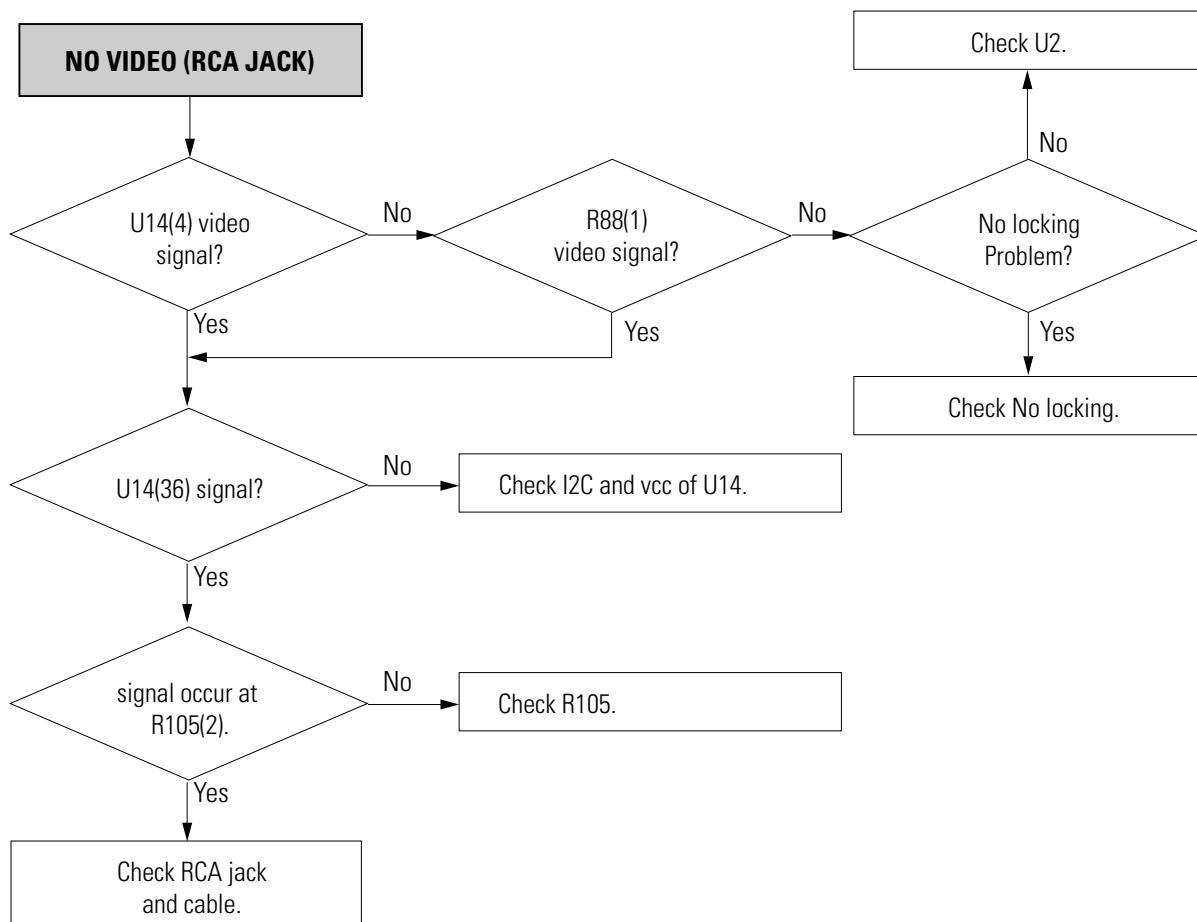 NO VIDEO (RCA JACK)
Check U2.
No
U14(4) video
signal?
No
R88(1)
video signal?
No
No locking
Problem?
Yes
Yes
Yes
Check No locking.
U14(36) signal?
No
Check I2C and vcc of U14.
Yes
signal occur at
R105(2).
No
Check R105.
Yes
Check RCA jack
and cable.